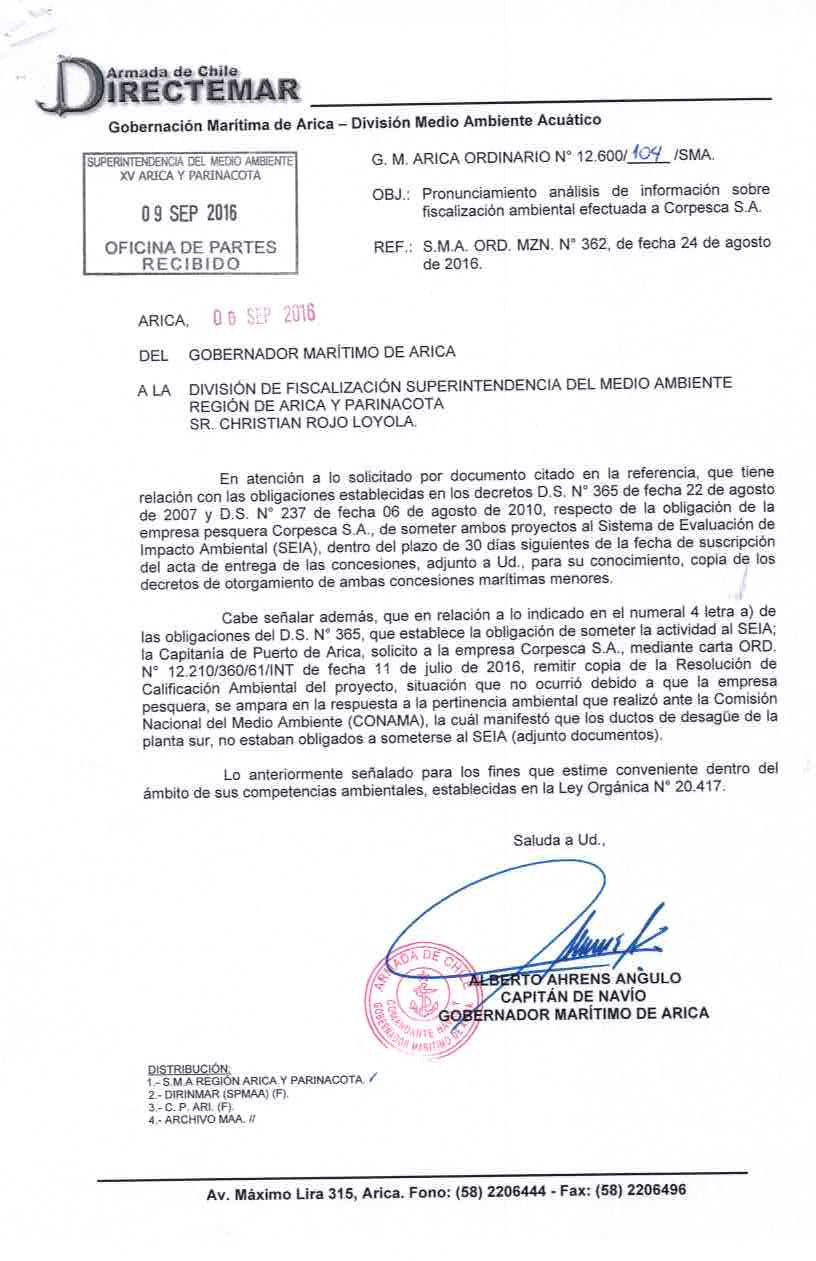 Armada de Chile
DIRECTEMAR
Gobernación Marítima de Arica – División Medio Ambiente Acuático
SUPERINTENDENCIA DEL MEDIO AMBIENTE
XV ARICA Y PARINACOTA
09 SEP 2016
OFICINA DE PARTES
RECIBIDO
G. M. ARICA ORDINARIO N° 12.600/ 104 /SMA.
OBJ.: Pronunciamiento análisis de información sobre
fiscalización ambiental efectuada a Corpesca S.A.
REF.: S.M.A. ORD. MZN. N° 362, de fecha 24 de agosto
de 2016.
ARICA, 06 SEP 2016
DEL GOBERNADOR MARÍTIMO DE ARICA
A LA DIVISIÓN DE FISCALIZACIÓN SUPERINTENDENCIA DEL MEDIO AMBIENTE
REGIÓN DE ARICA Y PARINACOTA
SR. CHRISTIAN ROJO LOYOLA.
En atención a lo solicitado por documento citado en la referencia, que tiene
relación con las obligaciones establecidas en los decretos D.S. N° 365 de fecha 22 de agosto
de 2007 y D.S. N° 237 de fecha 06 de agosto de 2010, respecto de la obligación de la
empresa pesquera Corpesca S.A., de someter ambos proyectos al Sistema de Evaluación de
Impacto Ambiental (SEIA), dentro del plazo de 30 días siguientes de la fecha de suscripción
del acta de entrega de las concesiones, adjunto a Ud., para su conocimiento, copia de los
decretos de otorgamiento de ambas concesiones marítimas menores.
Cabe señalar además, que en relación a lo indicado en el numeral 4 letra a) de
las obligaciones del D.S. N° 365, que establece la obligación de someter la actividad al SEIA;
la Capitanía de Puerto de Arica, solicito a la empresa Corpesca S.A., mediante carta ORD.
N° 12.210/360/61/INT de fecha 11 de julio de 2016, remitir copia de la Resolución de
Calificación Ambiental del proyecto, situación que no ocurrió debido a que la empresa
pesquera, se ampara en la respuesta a la pertinencia ambiental que realizó ante la Comisión
Nacional del Medio Ambiente (CONAMA), la cuál manifestó que los ductos de desagüe de la
planta sur, no estaban obligados a someterse al SEIA (adjunto documentos).
Lo anteriormente señalado para los fines que estime conveniente dentro del
ámbito de sus competencias ambientales, establecidas en la Ley Orgánica N° 20.417.
Saluda a Ud.,
ARMADA DE CHILE
COMANDANTE
GOBERNADOR MARITIMO DE ARICA
ALBERTO AHRENS ANGULO
CAPITÁN DE NAVÍO
GOBERNADOR MARÍTIMO DE ARICA
DISTRIBUCIÓN:
1.- S.M.A REGIÓN ARICA Y PARINACOTA.
2.- DIRINMAR (SPMAA) (F).
3.- C. P. ARI. (F).
4.- ARCHIVO MAA. //
Av. Máximo Lira 315, Arica. Fono: (58) 2206444 - Fax: (58) 2206496